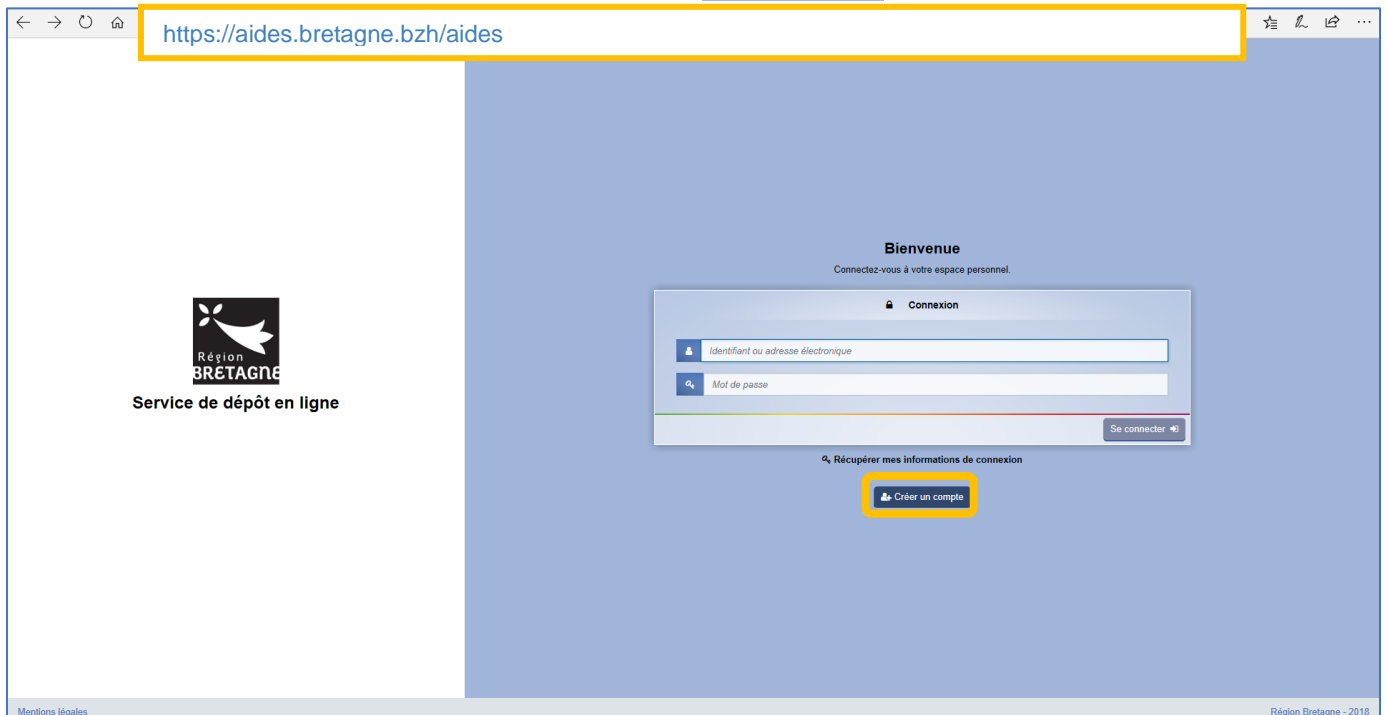 https://aides.bretagne.bzh/aides
Bienvenue
Connectez-vous à votre espace personnel.
Connexion
Identifiant ou adresse électronique
Mot de passe
Se connecter
Récupérer mes informations de connexion
Créer un compte
Région
BRETAGNE
Service de dépôt en ligne
Mentions légales
Région Bretagne - 2018